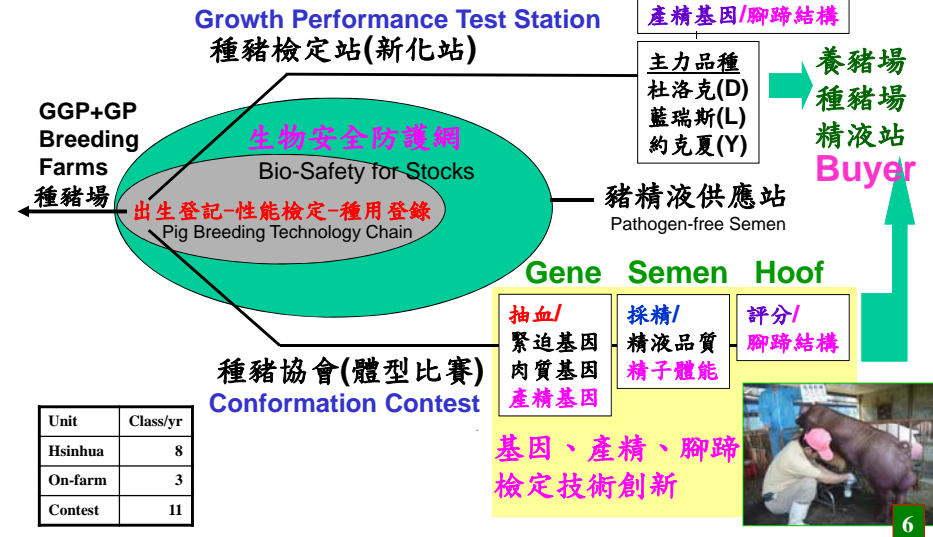 Growth Performance Test Station
種豬檢定站(新化站)
產精基因/腳蹄結構
主力品種
杜洛克(D)
藍瑞斯(L)
約克夏(Y)
養豬場
種豬場
精液站
Buyer
GGP+GP
Breeding
Farms
種豬場
生物安全防護網
Bio-Safety for Stocks
出生登記-性能檢定-種用登錄
Pig Breeding Technology Chain
豬精液供應站
Pathogen-free Semen
Gene Semen Hoof
抽血/
緊迫基因
肉質基因
產精基因
採精/
精液品質
精子體能
評分/
腳蹄結構
種豬協會(體型比賽)
Conformation Contest
Unit Class/yr
Hsinhua 8
On-farm 3
Contest 11
基因、產精、腳蹄
檢定技術創新
6